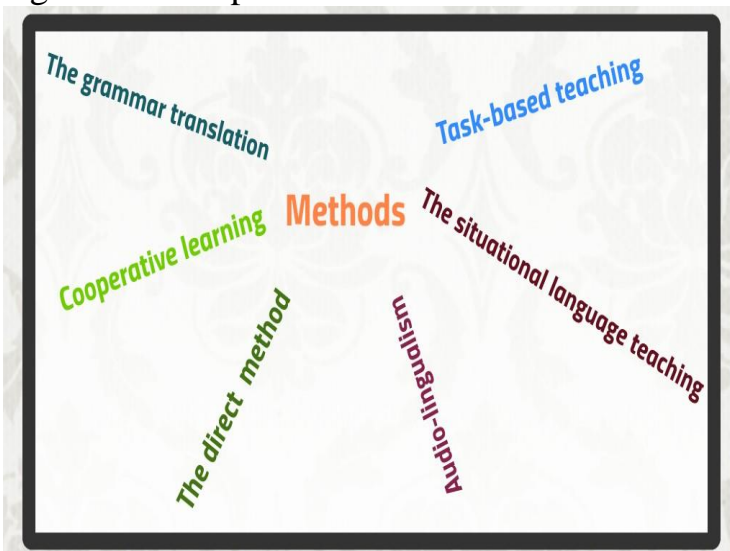 The grammar translation
Task-based teaching
Methods
Cooperative learning
The situational language teaching
The direct method
Audio-lingualism